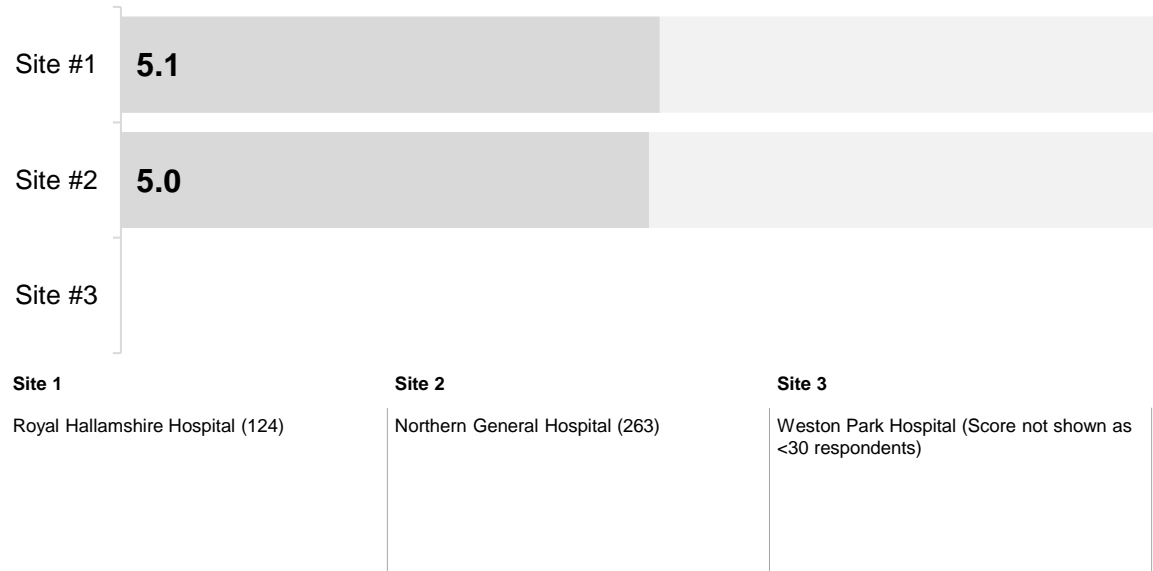 Site #1
5.1
Site #2
5.0
Site #3
Site 1
Royal Hallamshire Hospital (124)
Site 2
Northern General Hospital (263)
Site 3
Weston Park Hospital (Score not shown as
<30 respondents)